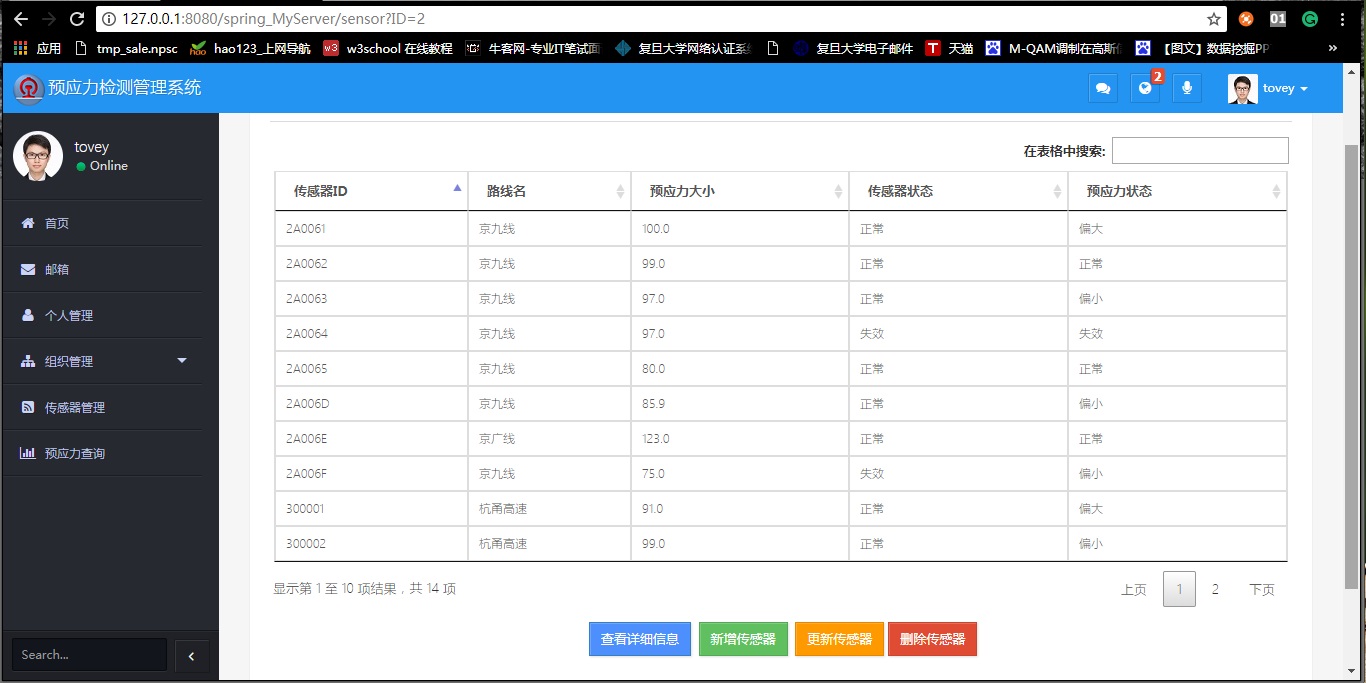 127.0.0.1:8080/spring_MyServer/sensor?ID=2
01
应用 tmp_sale.npsc hao123_上网导航 w3school 在线教程 牛客网-专业IT笔试面 复旦大学网络认证系 复旦大学电子邮件 天猫 M-QAM调制在高斯 【图文】数据挖掘PP »
预应力检测管理系统
2
tovey
tovey
Online
首页
邮箱
个人管理
组织管理
传感器管理
预应力查询
Search...
在表格中搜索:
传感器ID 路线名 预应力大小 传感器状态 预应力状态
2A0061 京九线 100.0 正常 偏大
2A0062 京九线 99.0 正常 正常
2A0063 京九线 97.0 正常 偏小
2A0064 京九线 97.0 失效 失效
2A0065 京九线 80.0 正常 正常
2A006D 京九线 85.9 正常 偏小
2A006E 京广线 123.0 正常 正常
2A006F 京九线 75.0 失效 偏小
300001 杭甬高速 91.0 正常 偏大
300002 杭甬高速 99.0 正常 偏小
显示第 1 至 10 项结果，共 14 项
上页 1 2 下页
查看详细信息 新增传感器 更新传感器 删除传感器